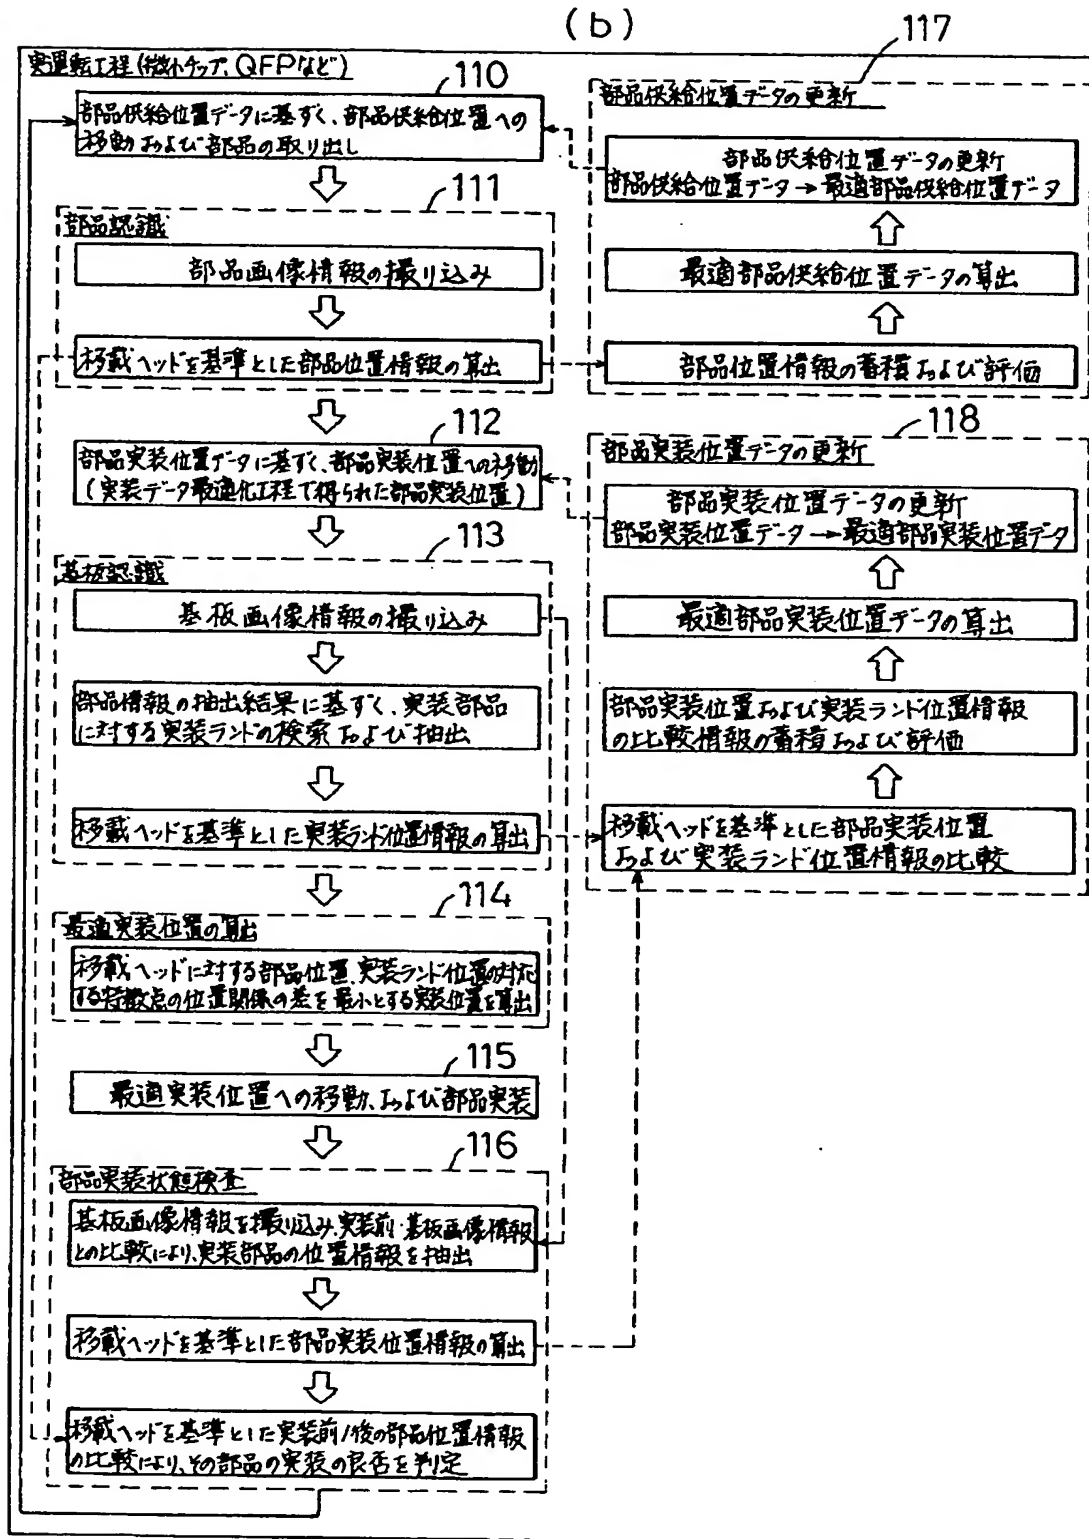 (b)
実運転工程(微小チップ、QFPなど)
110
部品供給位置データに基ずく、部品供給位置への
移動および部品の取り出し
111
部品認識
部品画像情報の撮り込み
移載ヘッドを基準とした部品位置情報の算出
112
部品実装位置データに基ずく、部品実装位置への移動
(実装データ最適化工程で得られた部品実装位置)
113
基板認識
基板画像情報の撮り込み
部品情報の抽出結果に基ずく、実装部品
に対する実装ランドの検索および抽出
移載ヘッドを基準とした実装ランド位置情報の算出
114
最適実装位置の算出
移載ヘッドに対する部品位置、実装ランド位置の対応
する特徴点の位置関係の差を最小とする実装位置を算出
115
最適実装位置への移動、および部品実装
116
部品実装状態検査
基板画像情報を撮り込み、実装前・基板画像情報
との比較により、実装部品の位置情報を抽出
移載ヘッドを基準とした部品実装位置情報の算出
移載ヘッドを基準とした実装前/後の部品位置情報
の比較により、その部品の実装の良否を判定
117
部品供給位置データの更新
部品供給位置データの更新
部品供給位置データ→最適部品供給位置データ
最適部品供給位置データの算出
部品位置情報の蓄積および評価
118
部品実装位置データの更新
部品実装位置データの更新
部品実装位置データ→最適部品実装位置データ
最適部品実装位置データの算出
部品実装位置および実装ランド位置情報
の比較情報の蓄積および評価
移載ヘッドを基準とした部品実装位置
および実装ランド位置情報の比較